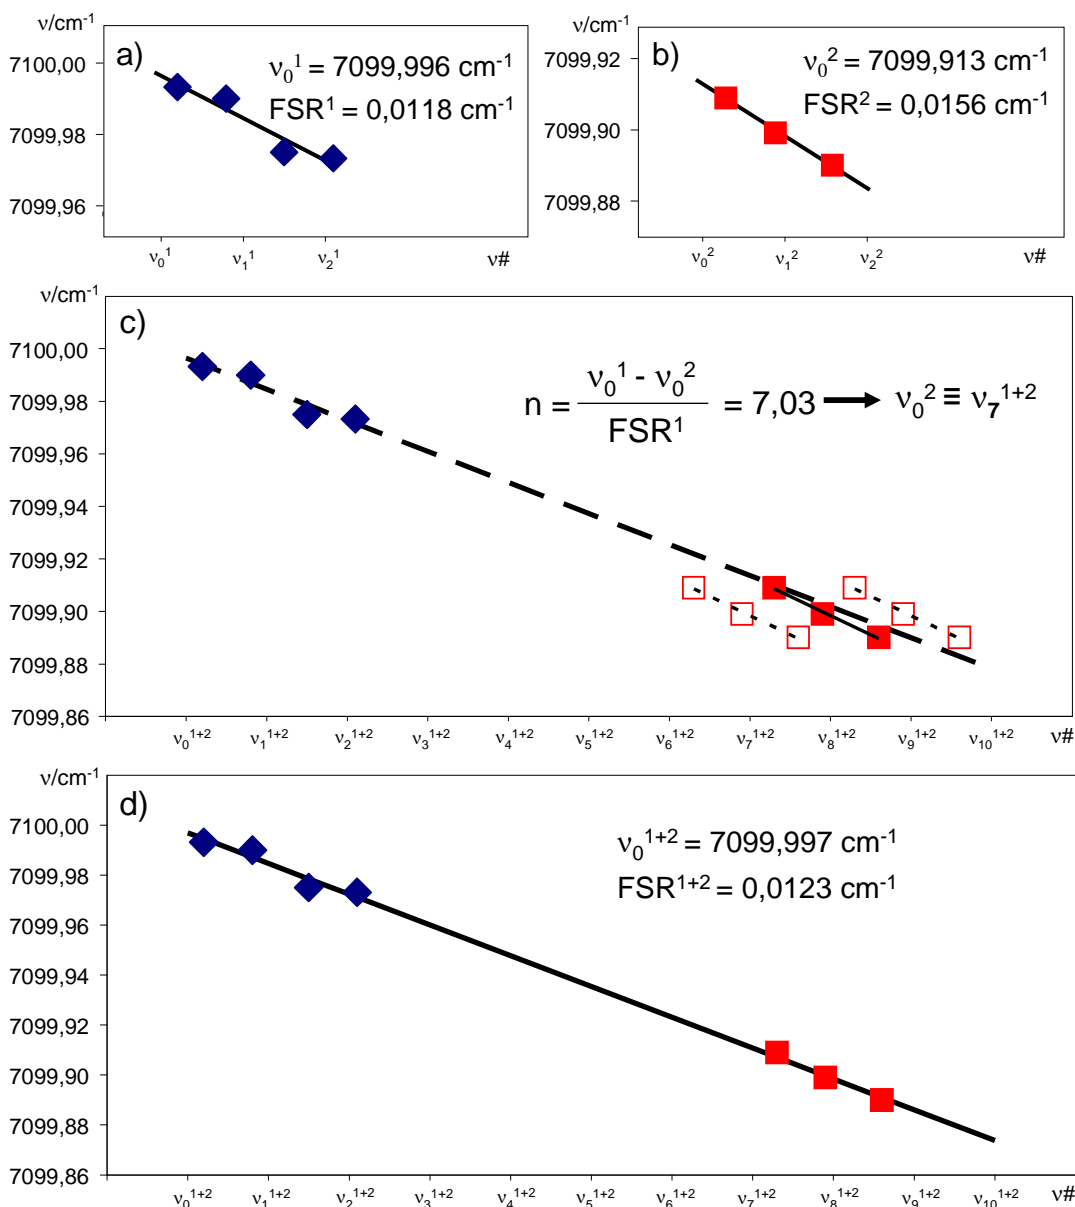 ν/cm⁻¹
a)
7100,00
7099,98
7099,96
ν₀¹ = 7099,996 cm⁻¹
FSR¹ = 0,0118 cm⁻¹
ν₀¹ ν₁¹ ν₂¹ ν#
ν/cm⁻¹
b)
7099,92
7099,90
7099,88
ν₀² = 7099,913 cm⁻¹
FSR² = 0,0156 cm⁻¹
ν₀² ν₁² ν₂² ν#
ν/cm⁻¹
c)
7100,00
7099,98
7099,96
7099,94
7099,92
7099,90
7099,88
7099,86
n = (ν₀¹ - ν₀²) / FSR¹ = 7,03 → ν₀² ≡ ν₇¹⁺²
ν₀¹⁺² ν₁¹⁺² ν₂¹⁺² ν₃¹⁺² ν₄¹⁺² ν₅¹⁺² ν₆¹⁺² ν₇¹⁺² ν₈¹⁺² ν₉¹⁺² ν₁₀¹⁺² ν#
ν/cm⁻¹
d)
7100,00
7099,98
7099,96
7099,94
7099,92
7099,90
7099,88
7099,86
ν₀¹⁺² = 7099,997 cm⁻¹
FSR¹⁺² = 0,0123 cm⁻¹
ν₀¹⁺² ν₁¹⁺² ν₂¹⁺² ν₃¹⁺² ν₄¹⁺² ν₅¹⁺² ν₆¹⁺² ν₇¹⁺² ν₈¹⁺² ν₉¹⁺² ν₁₀¹⁺² ν#